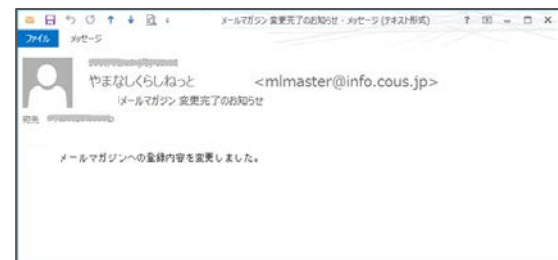 メールマガジン 変更完了のお知らせ - メッセージ (テキスト形式)
ファイル メッセージ
やまなしくらしねっと <mlmaster@info.cous.jp>
メールマガジン 変更完了のお知らせ
宛先
メールマガジンへの登録内容を変更しました。